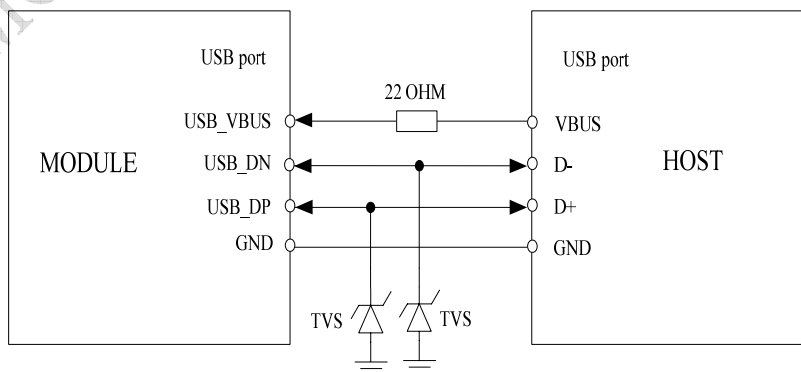 USB port
USB port
22 OHM
USB_VBUS
VBUS
MODULE
USB_DN
D-
HOST
USB_DP
D+
GND
GND
TVS
TVS